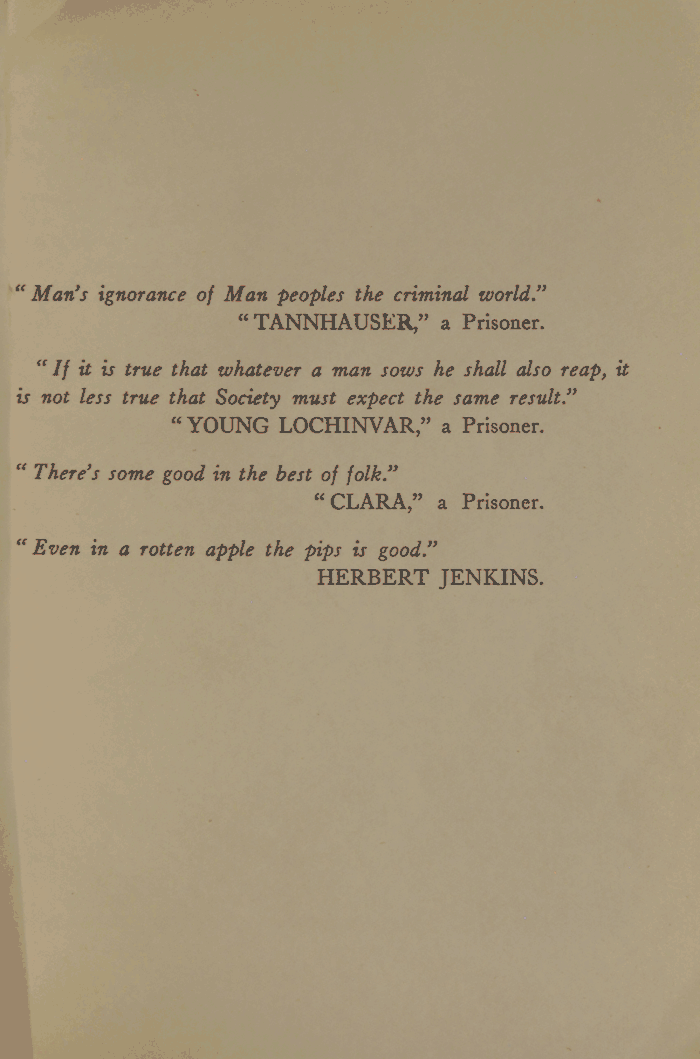 “ Man’s ignorance of Man peoples the criminal world.”
“ TANNHAUSER,” a Prisoner.
“ If it is true that whatever a man sows he shall also reap, it
is not less true that Society must expect the same result.”
“ YOUNG LOCHINVAR,” a Prisoner.
“ There’s some good in the best of folk.”
“ CLARA,” a Prisoner.
“ Even in a rotten apple the pips is good.”
HERBERT JENKINS.